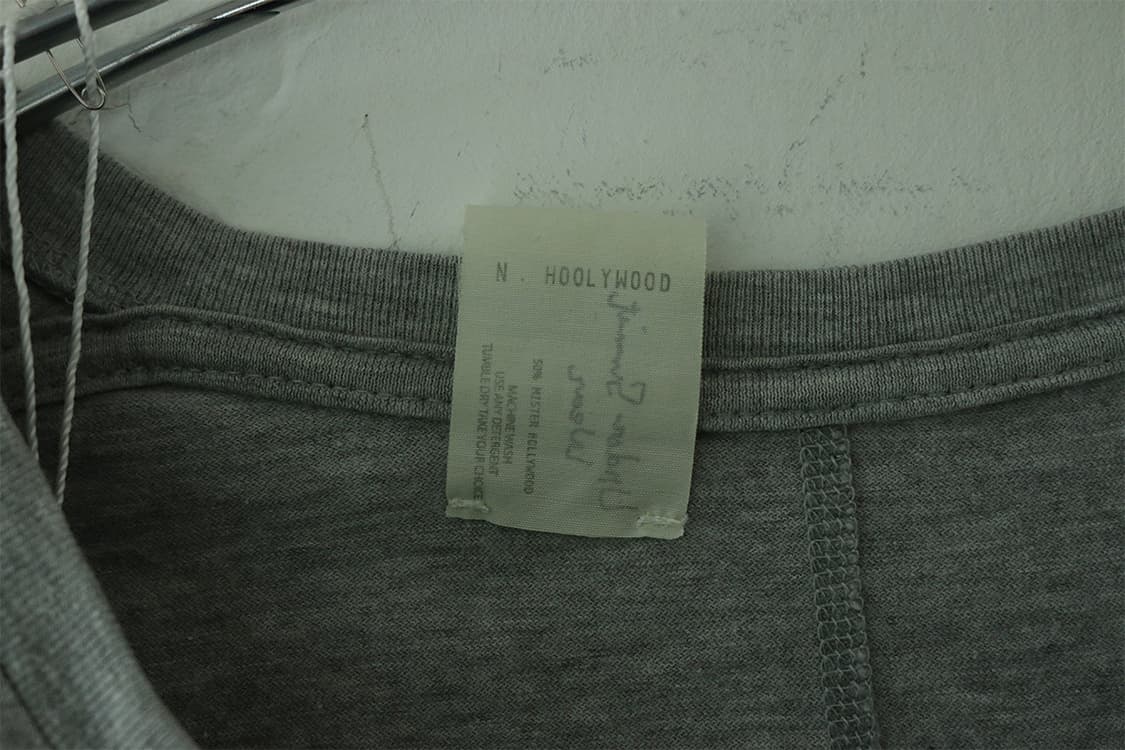 N. HOOLYWOOD
50% MISTER HOLLYWOOD
MACHINE WASH
USE ANY DETERGENT
TUMBLE DRY TAKE YOUR CHOICE